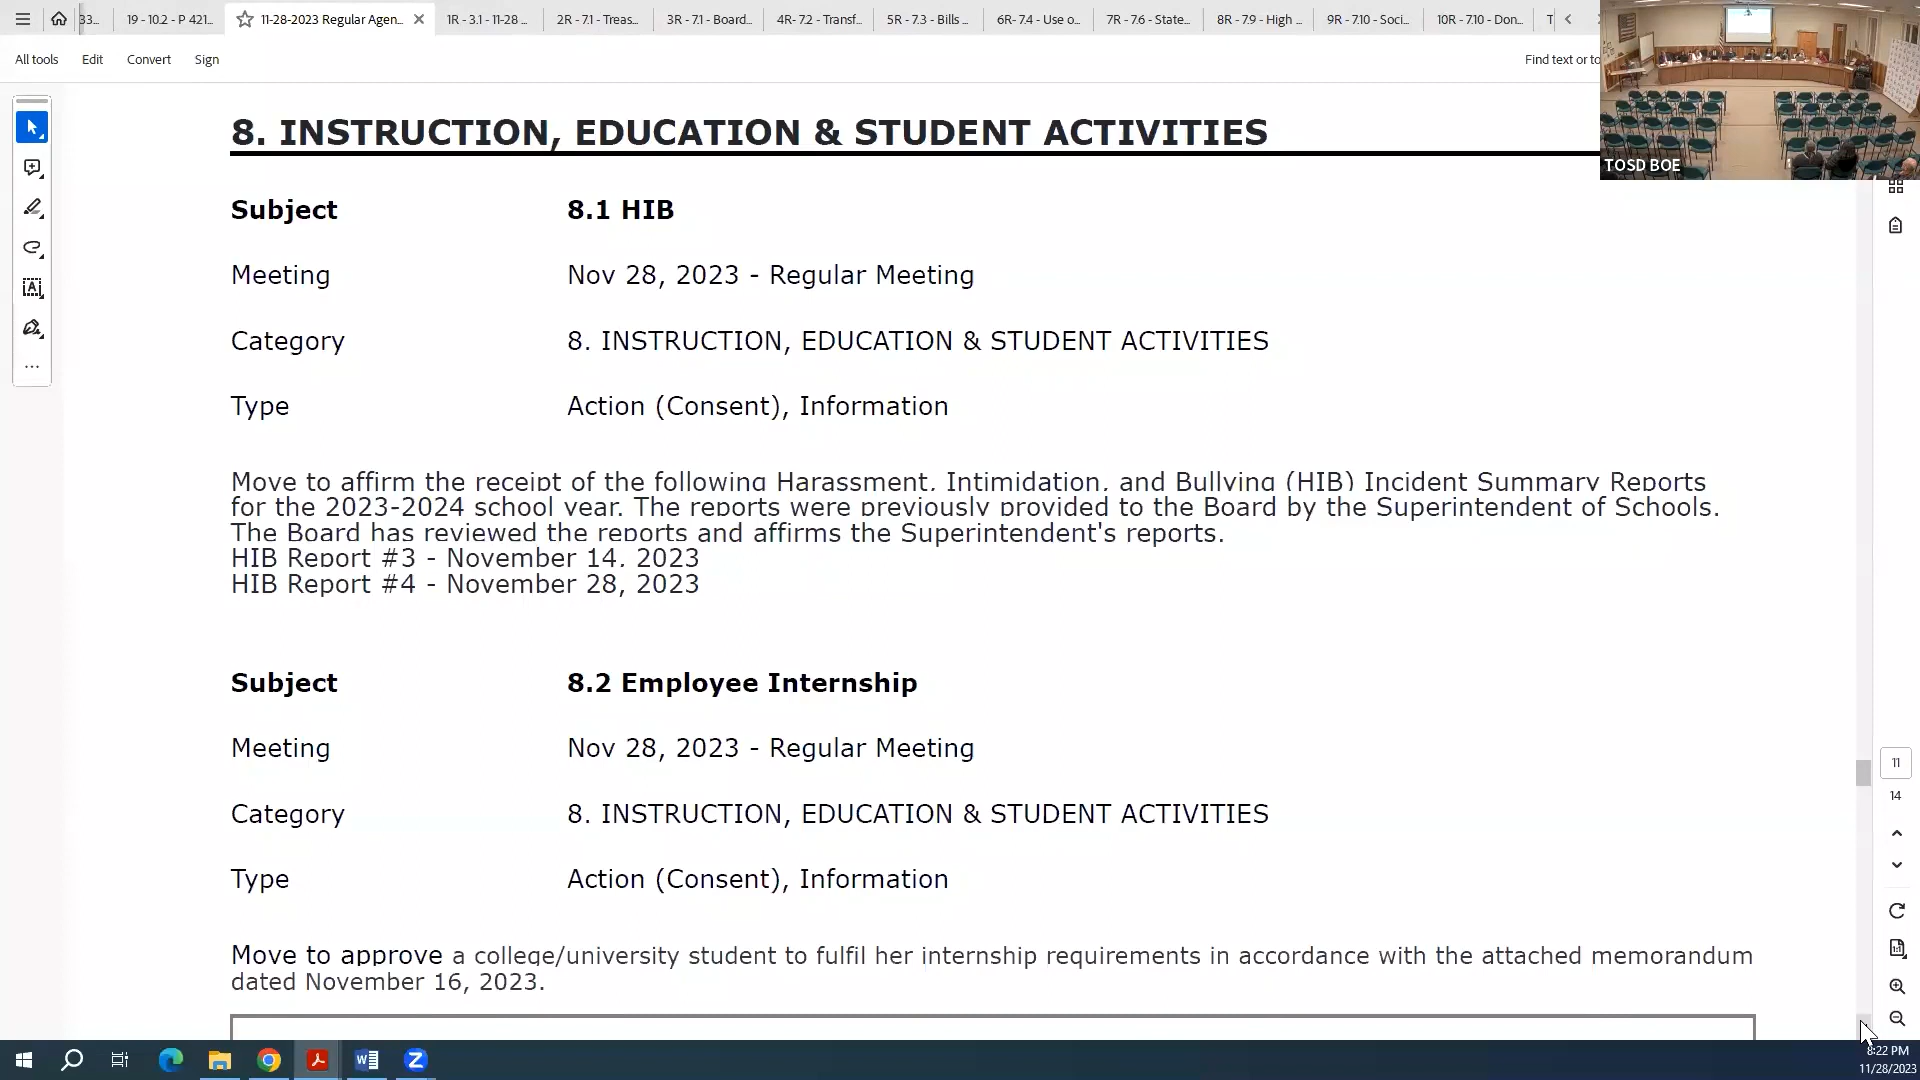 33...
19 - 10.2 - P 421...
11-28-2023 Regular Agen...
1R - 3.1 - 11-28 ...
2R - 7.1 - Treas...
3R - 7.1 - Board...
4R- 7.2 - Transf...
5R - 7.3 - Bills ...
6R- 7.4 - Use o...
7R - 7.6 - State...
8R - 7.9 - High ...
9R - 7.10 - Soci...
10R - 7.10 - Don...
All tools
Edit
Convert
Sign
Find text or to
TOSD BOE
8. INSTRUCTION, EDUCATION & STUDENT ACTIVITIES
Subject 8.1 HIB
Meeting Nov 28, 2023 - Regular Meeting
Category 8. INSTRUCTION, EDUCATION & STUDENT ACTIVITIES
Type Action (Consent), Information
Move to affirm the receipt of the following Harassment, Intimidation, and Bullying (HIB) Incident Summary Reports
for the 2023-2024 school year. The reports were previously provided to the Board by the Superintendent of Schools.
The Board has reviewed the reports and affirms the Superintendent's reports.
HIB Report #3 - November 14, 2023
HIB Report #4 - November 28, 2023
Subject 8.2 Employee Internship
Meeting Nov 28, 2023 - Regular Meeting
Category 8. INSTRUCTION, EDUCATION & STUDENT ACTIVITIES
Type Action (Consent), Information
Move to approve a college/university student to fulfil her internship requirements in accordance with the attached memorandum
dated November 16, 2023.
11
14
8:22 PM
11/28/2023